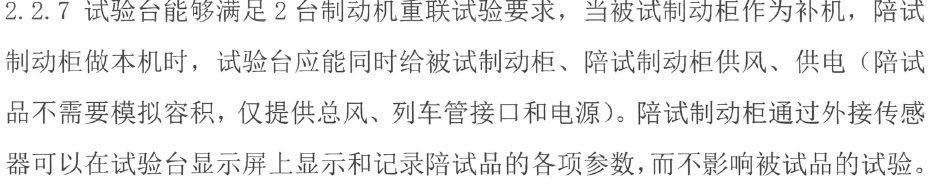 2.2.7 试验台能够满足 2 台制动机重联试验要求，当被试制动柜作为补机，陪试
制动柜做本机时，试验台应能同时给被试制动柜、陪试制动柜供风、供电（陪试
品不需要模拟容积，仅提供总风、列车管接口和电源）。陪试制动柜通过外接传感
器可以在试验台显示屏上显示和记录陪试品的各项参数，而不影响被试品的试验。